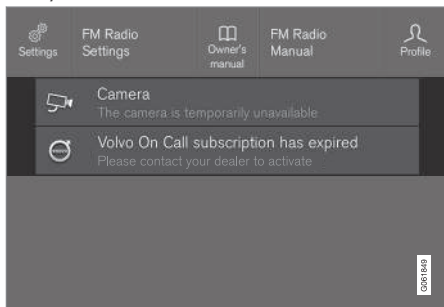 Settings
FM Radio
Settings
Owner's
manual
FM Radio
Manual
Profile
Camera
The camera is temporarily unavailable
Volvo On Call subscription has expired
Please contact your dealer to activate
G061849